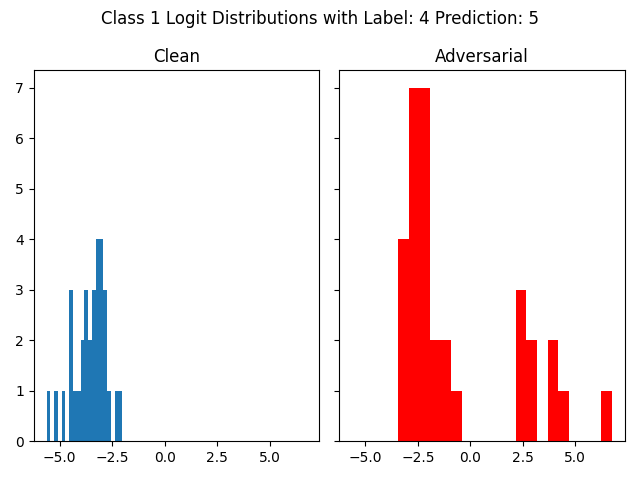 Class 1 Logit Distributions with Label: 4 Prediction: 5
Clean
Adversarial
7
6
5
4
3
2
1
0
−5.0 −2.5 0.0 2.5 5.0
−5.0 −2.5 0.0 2.5 5.0